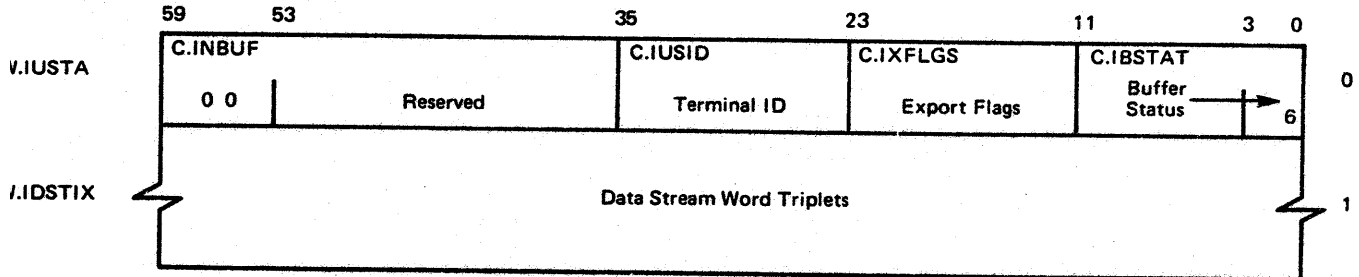 59 53 35 23 11 3 0
C.INBUF C.IUSID C.IXFLGS C.IBSTAT
.IUSTA 0
0 0 Reserved Terminal ID Export Flags Buffer
Status 6
.IDSTIX Data Stream Word Triplets 1